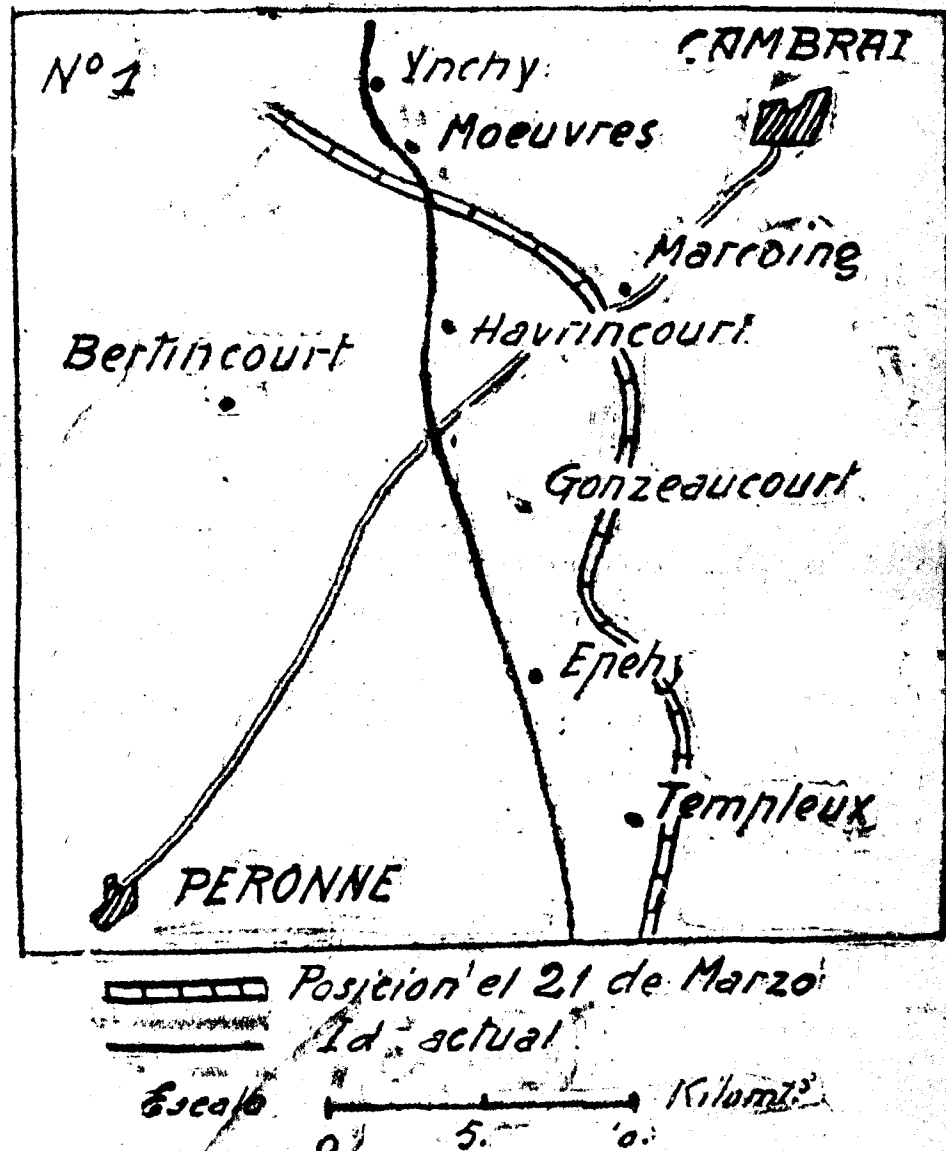 Nº 1
CAMBRAI
Ynchy
Moeuvres
Marcoing
Havrincourt
Bertincourt
Gonzeaucourt
Epehy
Templeux
PERONNE
Posicion el 21 de Marzo
Id actual
Escala Kilomt.s
0 5.